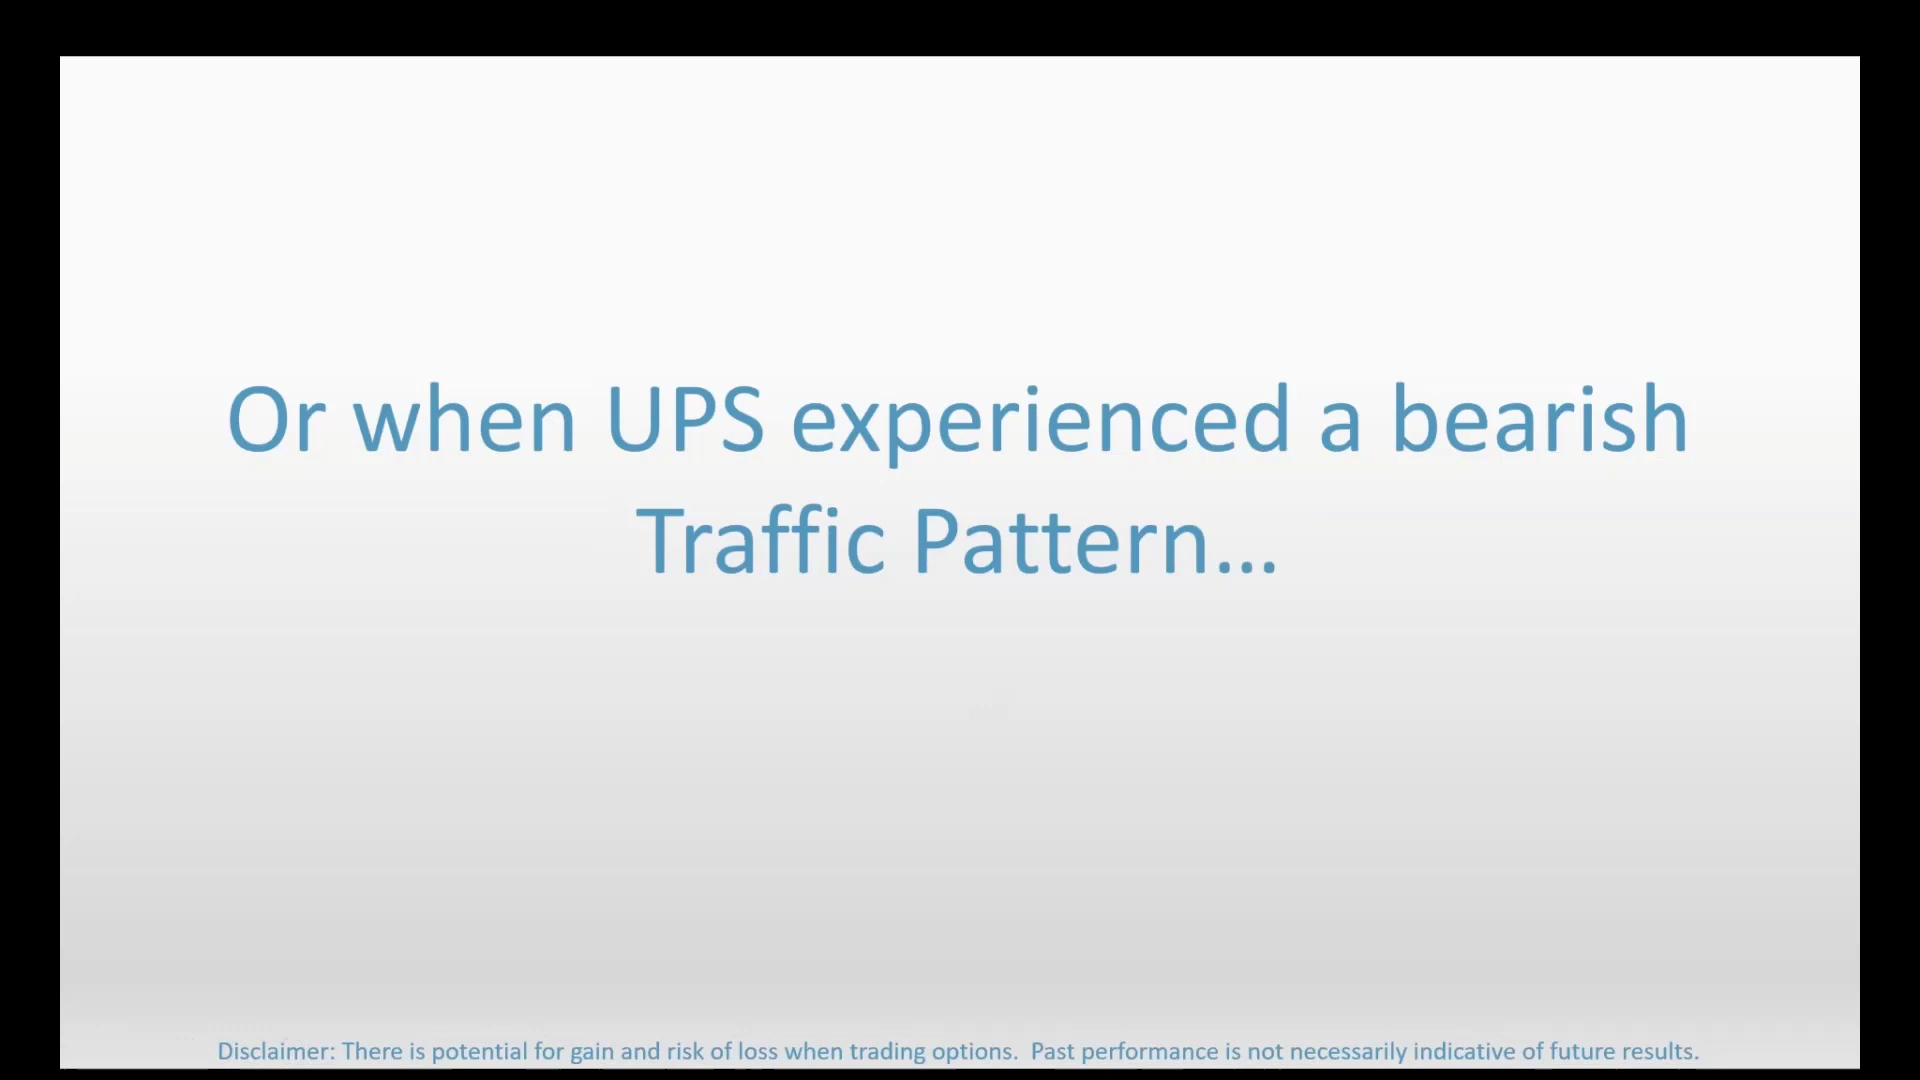 Or when UPS experienced a bearish
Traffic Pattern...
Disclaimer: There is potential for gain and risk of loss when trading options.  Past performance is not necessarily indicative of future results.